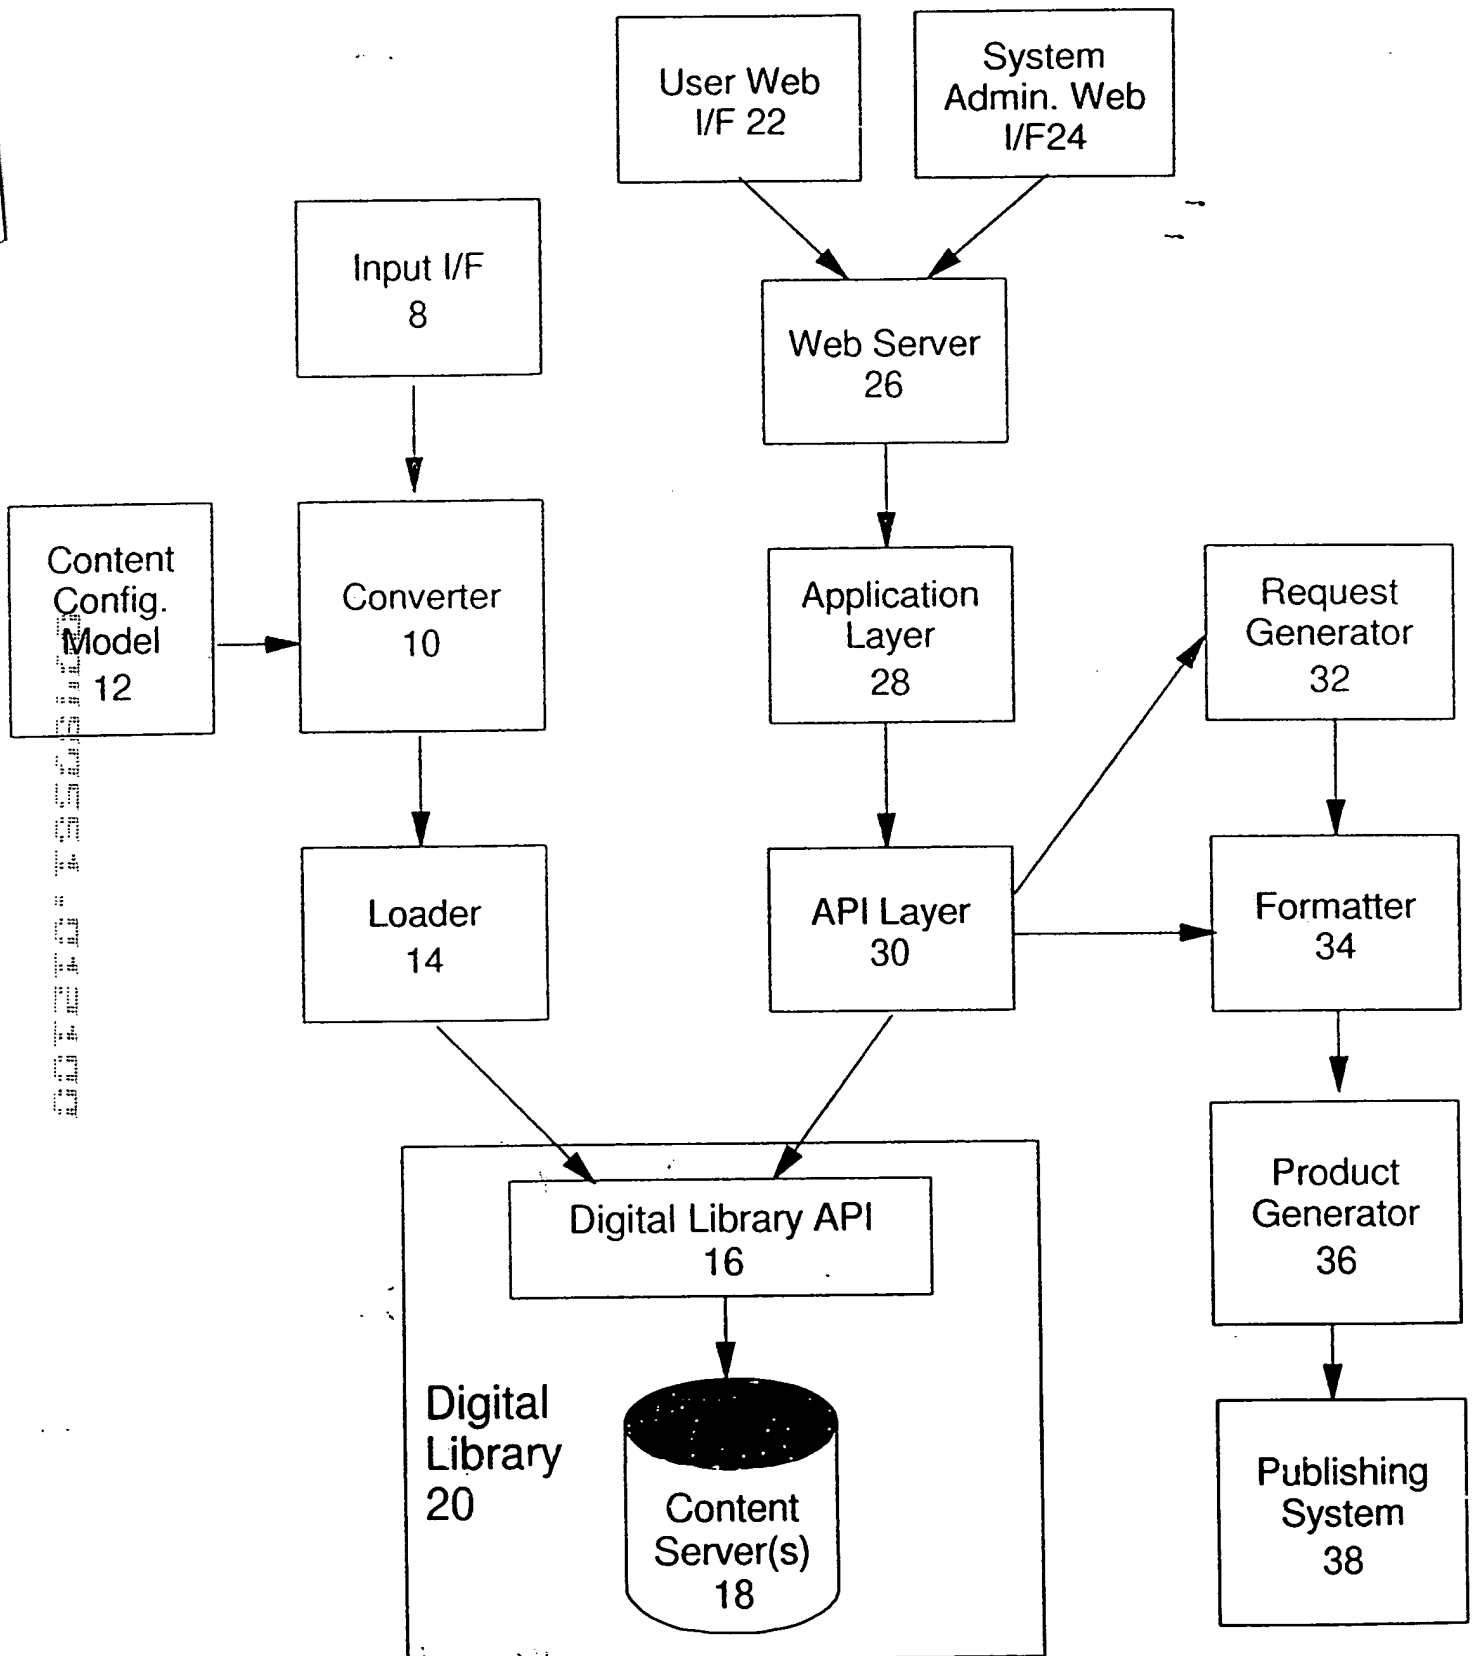 User Web
I/F 22
System
Admin. Web
I/F24
Input I/F
8
Web Server
26
Content
Config.
Model
12
Converter
10
Application
Layer
28
Request
Generator
32
Loader
14
API Layer
30
Formatter
34
Digital Library API
16
Product
Generator
36
Digital
Library
20
Content
Server(s)
18
Publishing
System
38